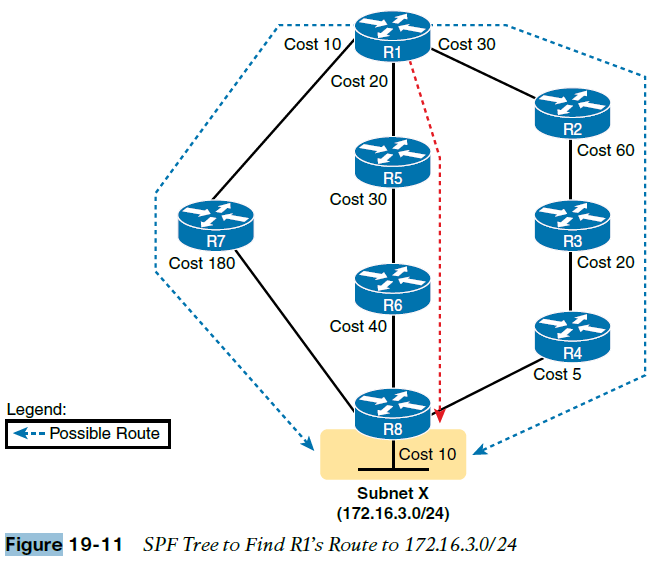 Cost 10
R1
Cost 30
Cost 20
R2
Cost 60
R5
Cost 30
R7
Cost 180
R3
Cost 20
R6
Cost 40
R4
Cost 5
Legend:
Possible Route
R8
Cost 10
Subnet X
(172.16.3.0/24)
Figure 19-11 SPF Tree to Find R1's Route to 172.16.3.0/24